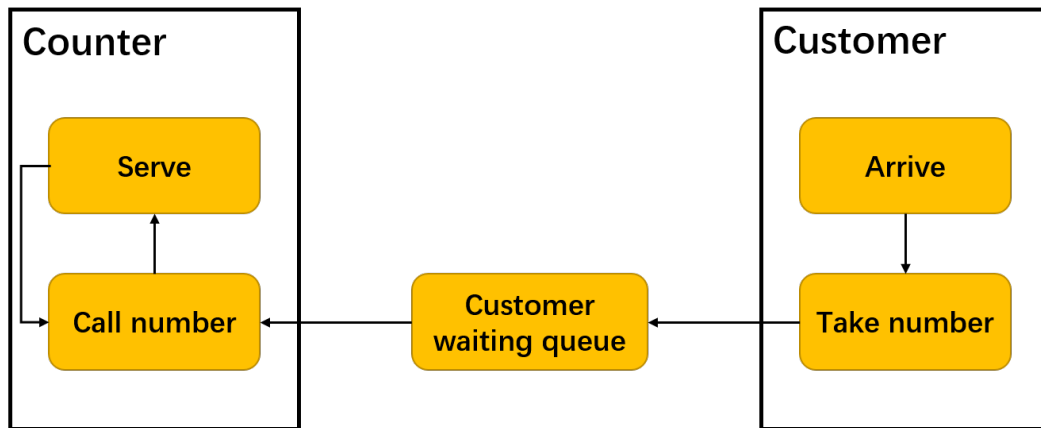 Counter
Customer
Serve
Arrive
Call number
Customer
waiting queue
Take number